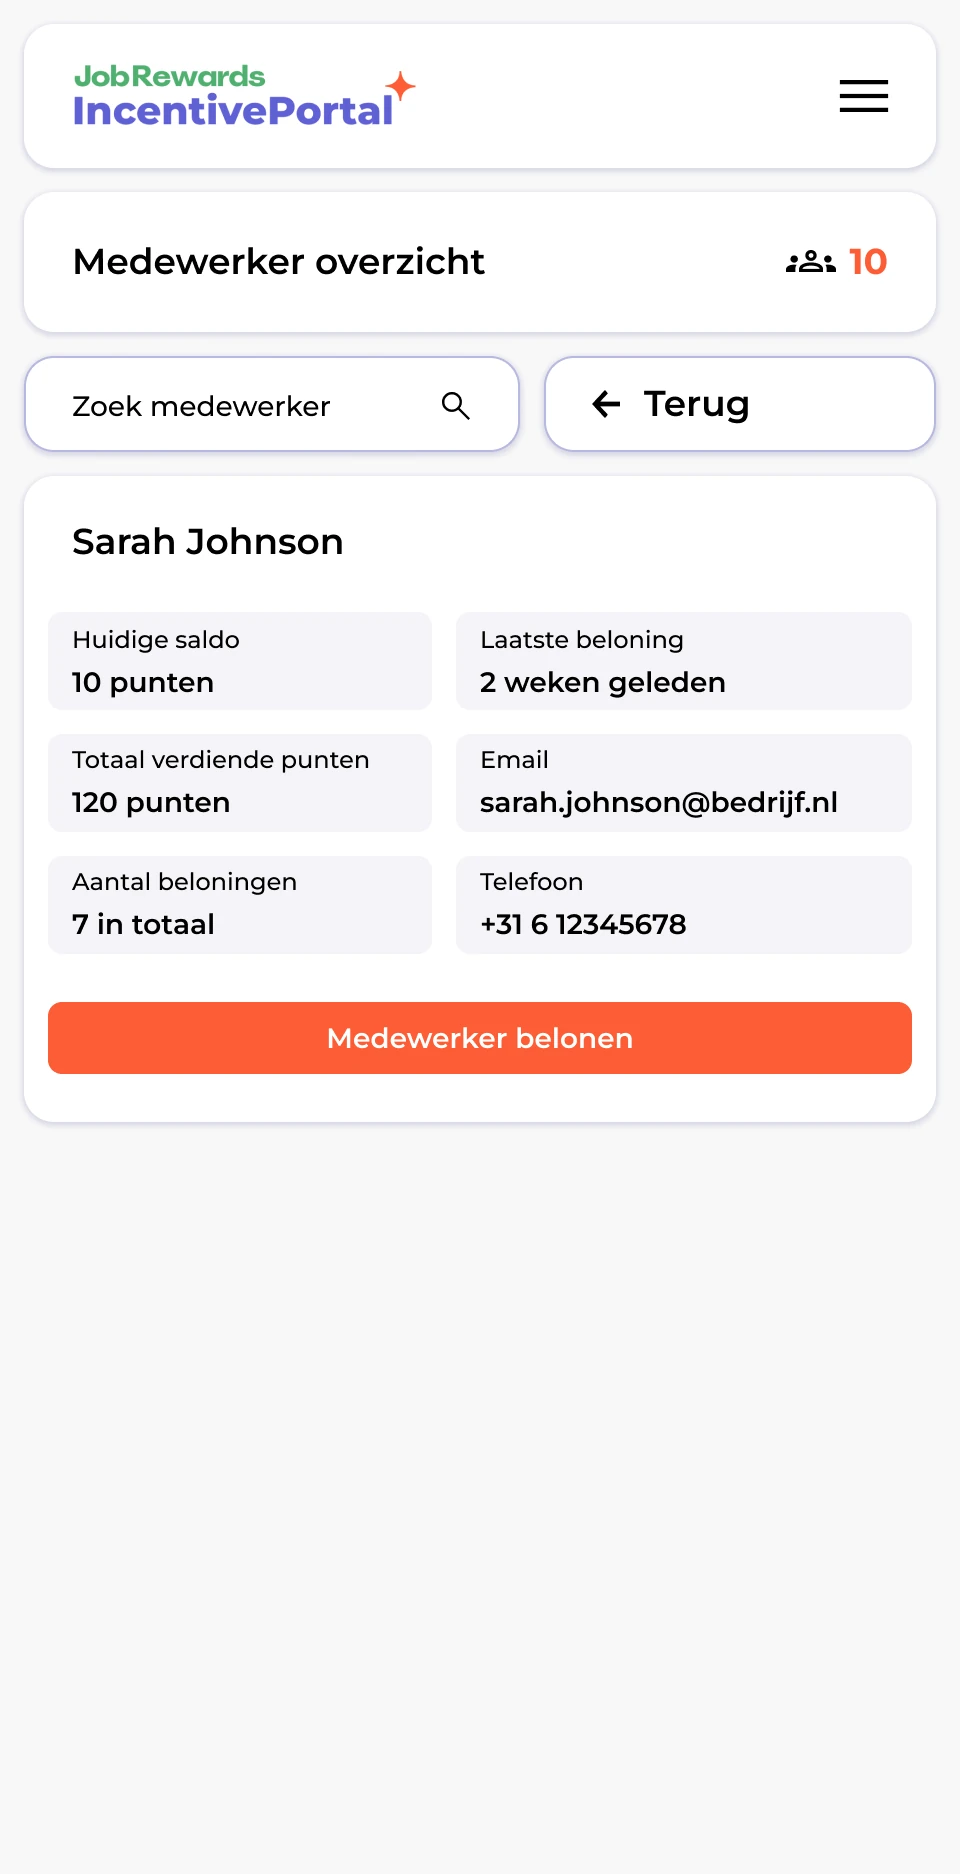 JobRewards
IncentivePortal
Medewerker overzicht
10
Zoek medewerker
Terug
Sarah Johnson
Huidige saldo
10 punten
Laatste beloning
2 weken geleden
Totaal verdiende punten
120 punten
Email
sarah.johnson@bedrijf.nl
Aantal beloningen
7 in totaal
Telefoon
+31 6 12345678
Medewerker belonen